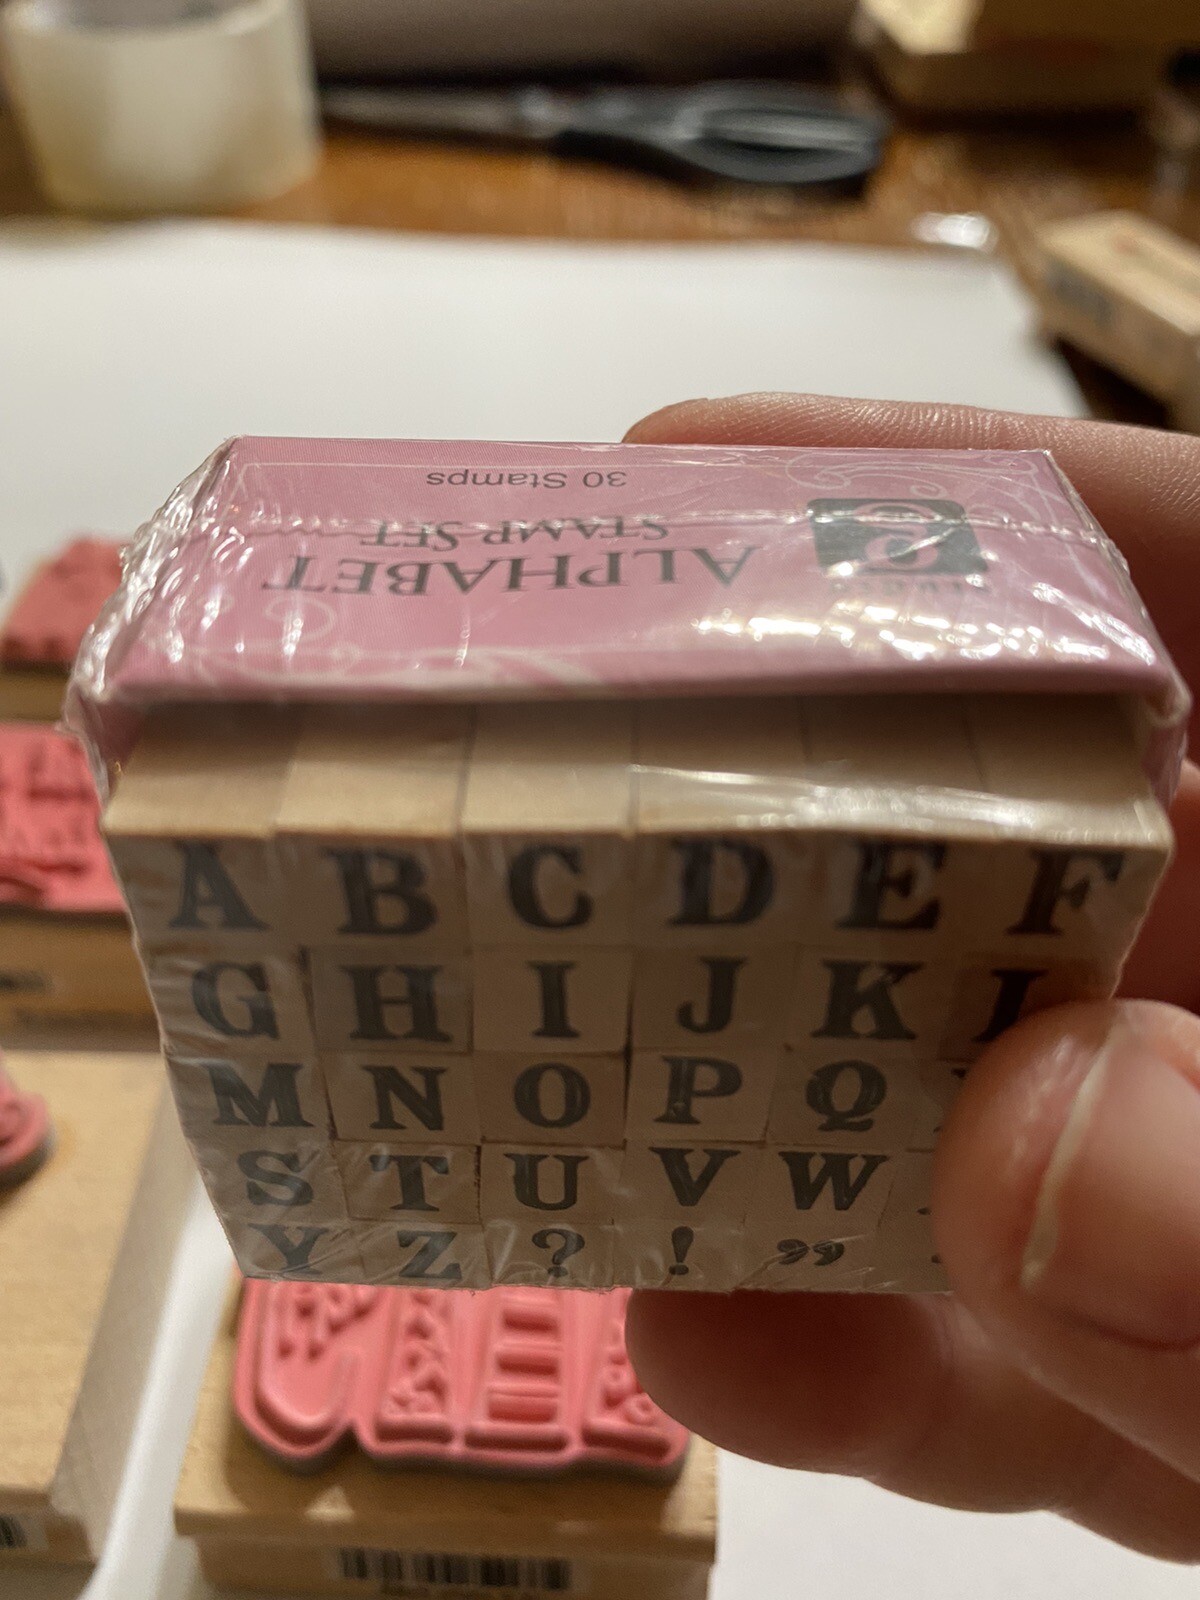 30 Stamps
ALPHABET
STAMP SET
A B C D E F
G H I J K L
M N O P Q
S T U V W
Y Z ? ! ”